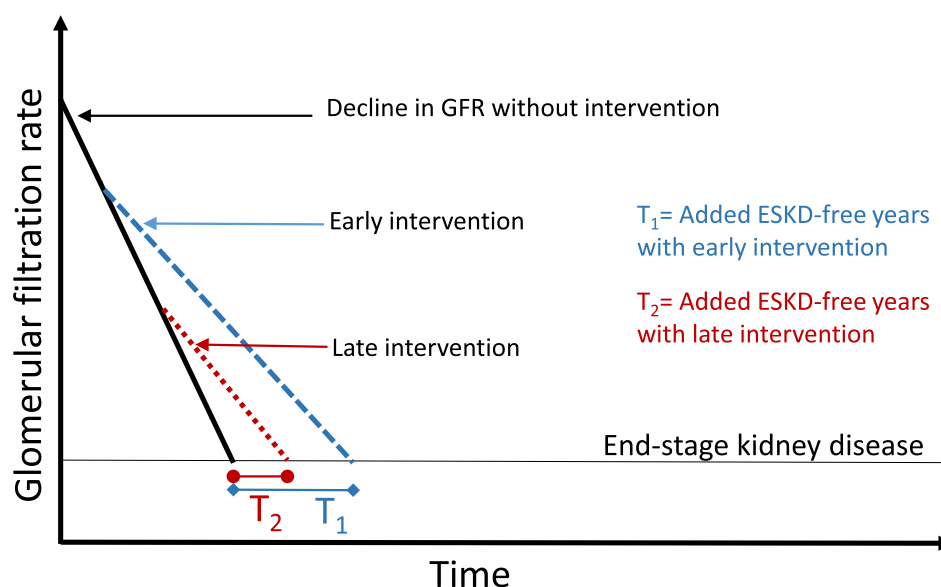 Glomerular filtration rate
Decline in GFR without intervention
Early intervention
T₁= Added ESKD-free years
with early intervention
T₂= Added ESKD-free years
with late intervention
Late intervention
End-stage kidney disease
T₂
T₁
Time